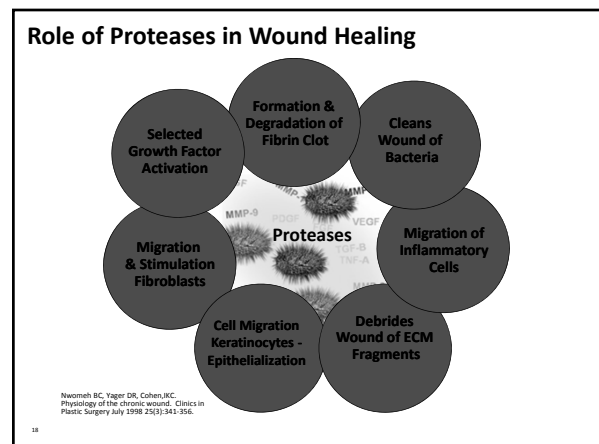 Role of Proteases in Wound Healing
Formation &
Degradation of
Fibrin Clot
Cleans
Wound of
Bacteria
Migration of
Inflammatory
Cells
Debrides
Wound of ECM
Fragments
Cell Migration
Keratinocytes -
Epithelialization
Migration
& Stimulation
Fibroblasts
Selected
Growth Factor
Activation
MMP-9
PDGF
VEGF
Proteases
TGF-B
TNF-A
Nwomeh BC, Yager DR, Cohen,IKC.
Physiology of the chronic wound. Clinics in
Plastic Surgery July 1998 25(3):341-356.
18